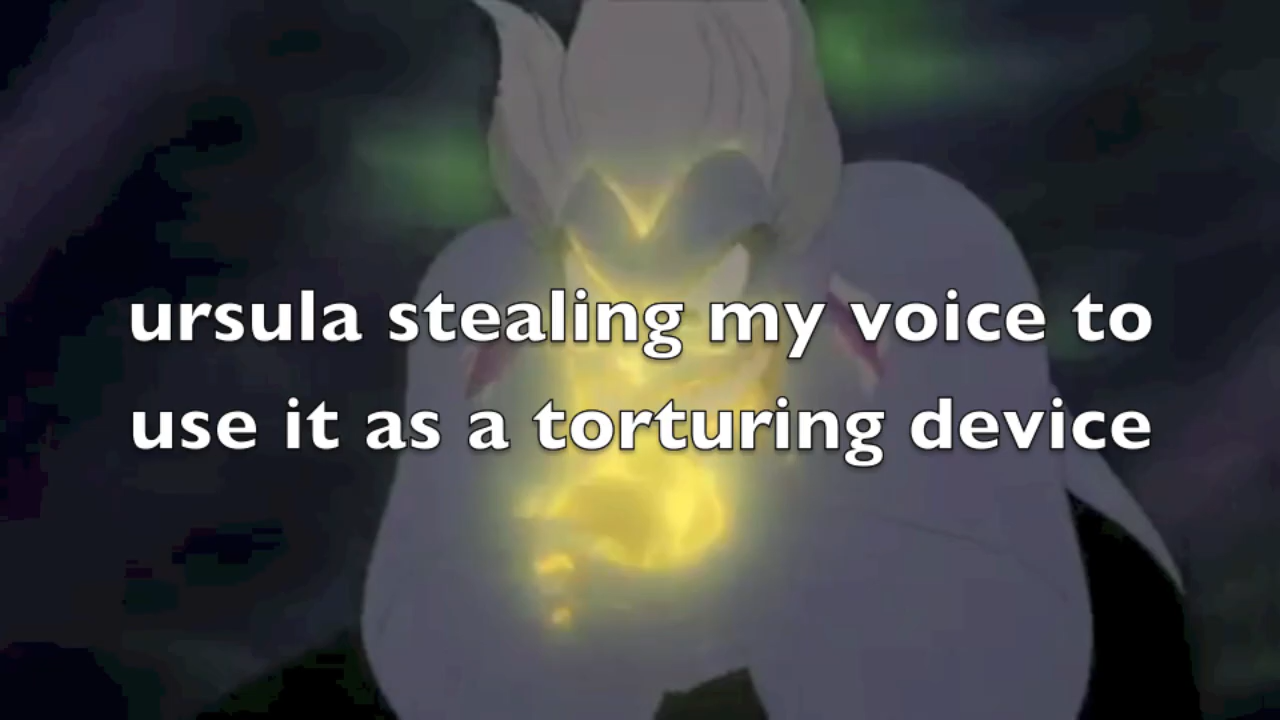 ursula stealing my voice to
use it as a torturing device